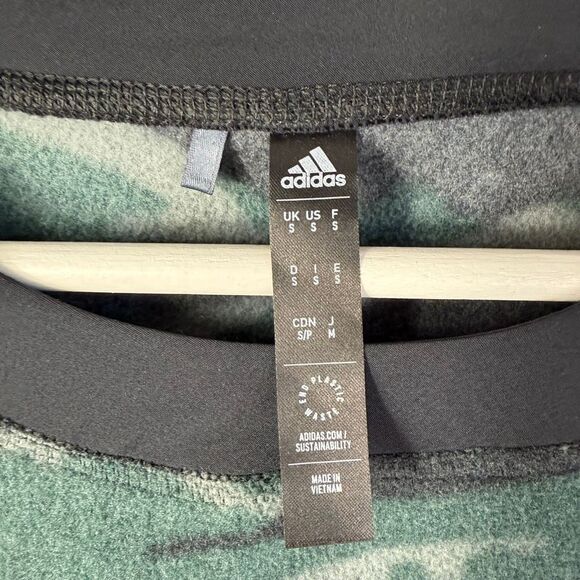 adidas
UK US F
S S S
D I E
S S S
CDN J
S/P M
END PLASTIC WASTE
ADIDAS.COM/
SUSTAINABILITY
MADE IN
VIETNAM